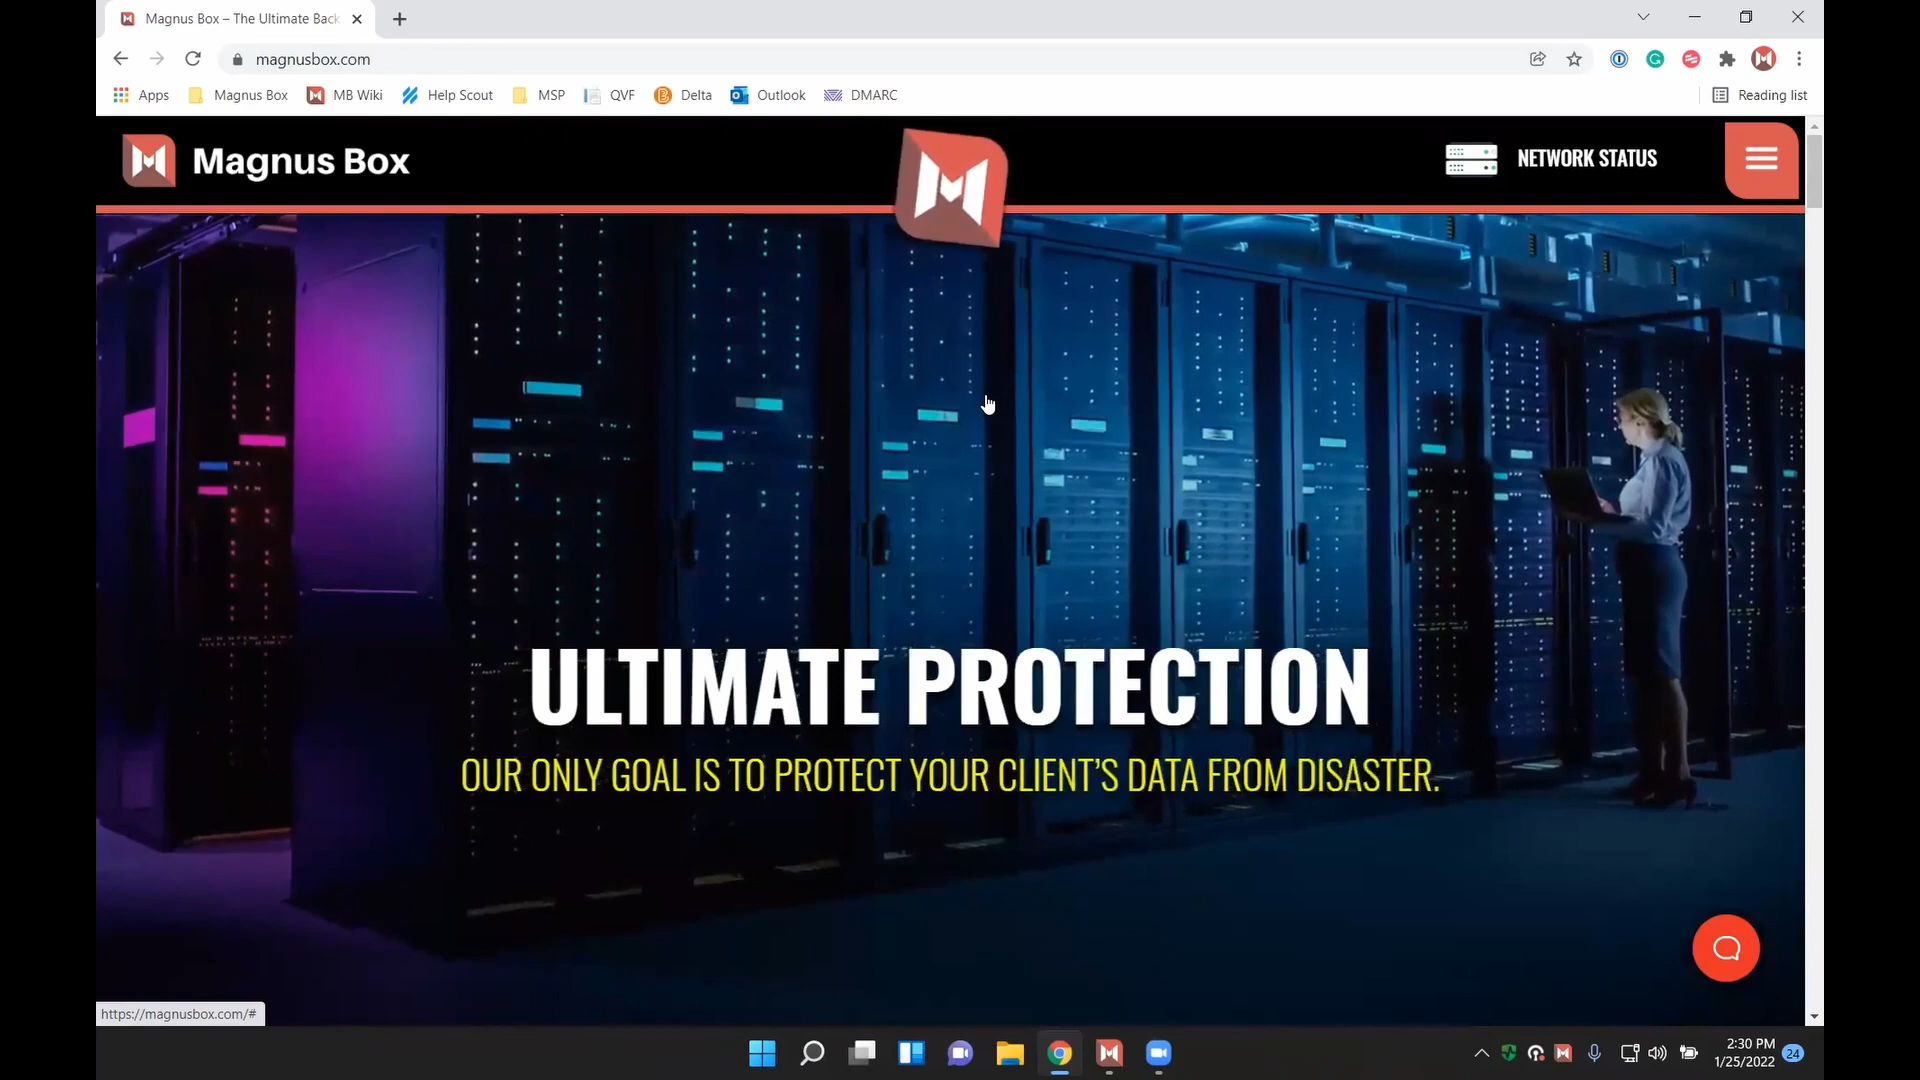 Magnus Box – The Ultimate Back
magnusbox.com
Apps
Magnus Box
MB Wiki
Help Scout
MSP
QVF
Delta
Outlook
DMARC
Reading list
Magnus Box
NETWORK STATUS
ULTIMATE PROTECTION
OUR ONLY GOAL IS TO PROTECT YOUR CLIENT’S DATA FROM DISASTER.
https://magnusbox.com/#
2:30 PM
1/25/2022
24